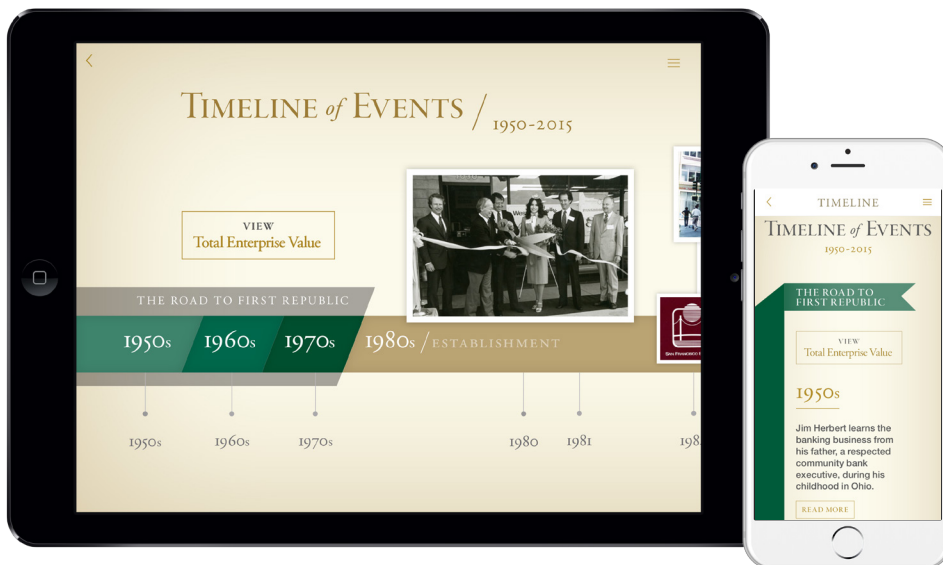 Timeline of Events / 1950-2015
VIEW
Total Enterprise Value
THE ROAD TO FIRST REPUBLIC
1950s
1960s
1970s
1980s / ESTABLISHMENT
1950s
1960s
1970s
1980
1981
TIMELINE
Timeline of Events
1950-2015
THE ROAD TO
FIRST REPUBLIC
VIEW
Total Enterprise Value
1950s
Jim Herbert learns the
banking business from
his father, a respected
community bank
executive, during his
childhood in Ohio.
READ MORE